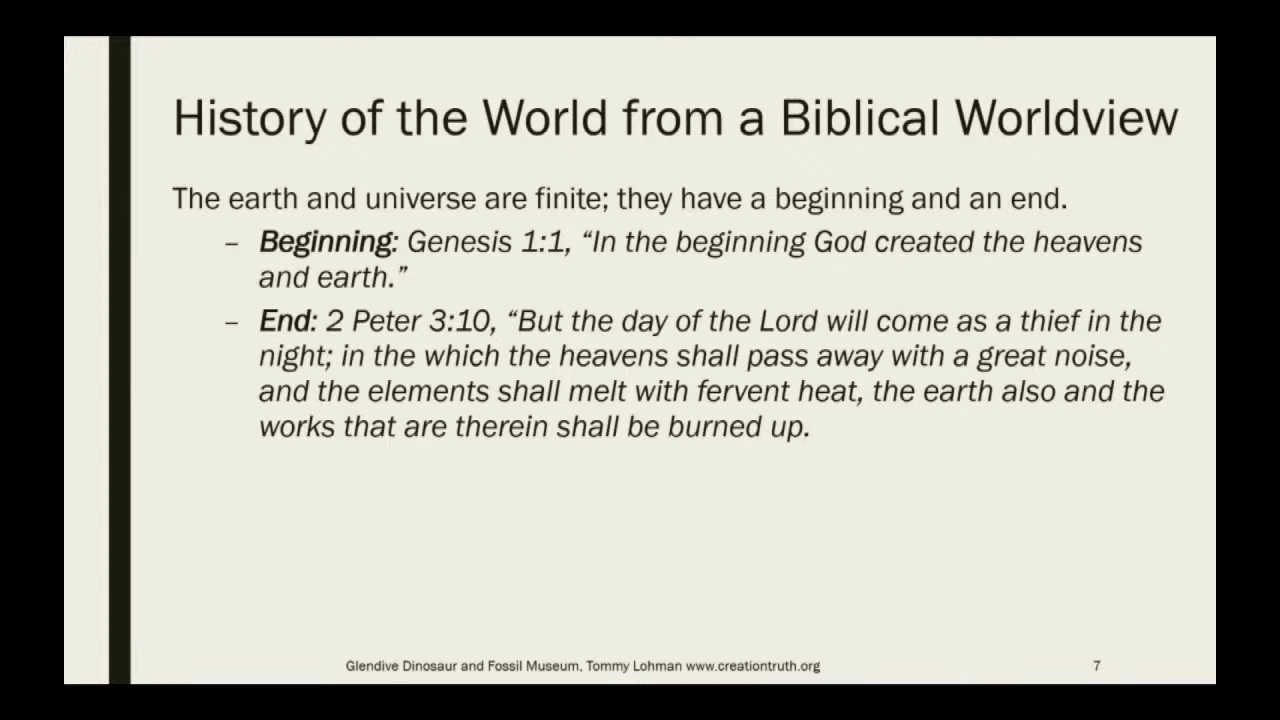 History of the World from a Biblical Worldview
The earth and universe are finite; they have a beginning and an end.
– Beginning: Genesis 1:1, “In the beginning God created the heavens
and earth.”
– End: 2 Peter 3:10, “But the day of the Lord will come as a thief in the
night; in the which the heavens shall pass away with a great noise,
and the elements shall melt with fervent heat, the earth also and the
works that are therein shall be burned up.
Glendive Dinosaur and Fossil Museum, Tommy Lohman www.creationtruth.org 7